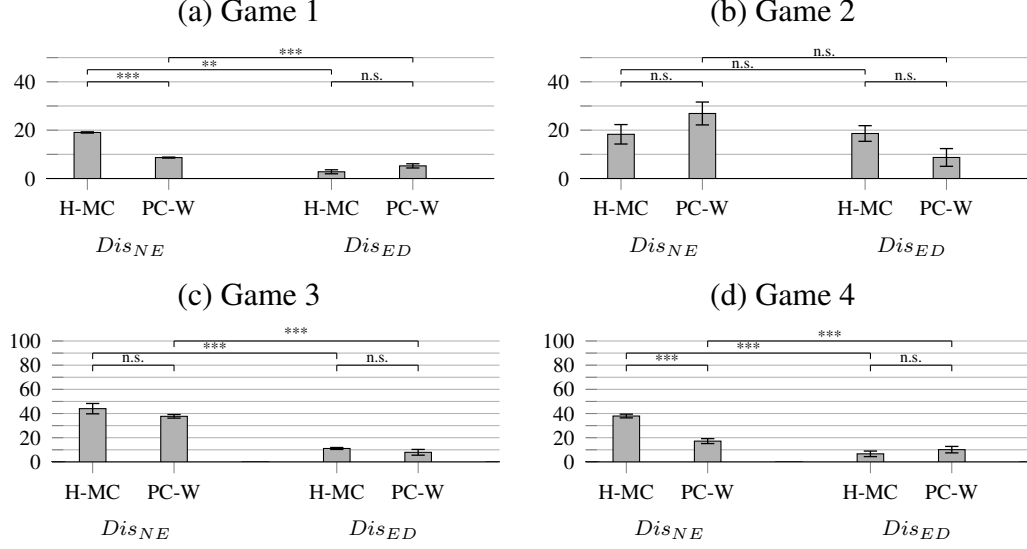 (a) Game 1
***
**
***
n.s.
40
20
0
H-MC
PC-W
H-MC
PC-W
Dis_NE
Dis_ED
(b) Game 2
n.s.
n.s.
n.s.
n.s.
40
20
0
H-MC
PC-W
H-MC
PC-W
Dis_NE
Dis_ED
(c) Game 3
***
***
n.s.
n.s.
100
80
60
40
20
0
H-MC
PC-W
H-MC
PC-W
Dis_NE
Dis_ED
(d) Game 4
***
***
***
n.s.
100
80
60
40
20
0
H-MC
PC-W
H-MC
PC-W
Dis_NE
Dis_ED